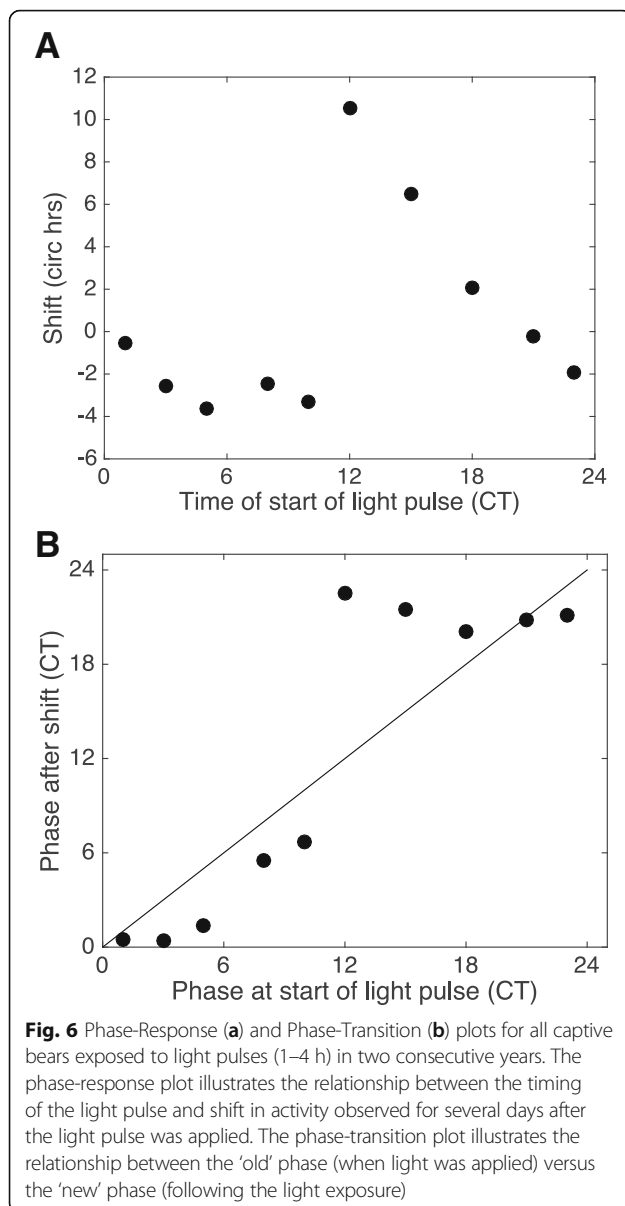 A
12
10
8
6
4
2
0
-2
-4
-6
Shift (circ hrs)
0 6 12 18 24
Time of start of light pulse (CT)
B
24
18
12
6
0
Phase after shift (CT)
0 6 12 18 24
Phase at start of light pulse (CT)
Fig. 6 Phase-Response (a) and Phase-Transition (b) plots for all captive
bears exposed to light pulses (1–4 h) in two consecutive years. The
phase-response plot illustrates the relationship between the timing
of the light pulse and shift in activity observed for several days after
the light pulse was applied. The phase-transition plot illustrates the
relationship between the ‘old’ phase (when light was applied) versus
the ‘new’ phase (following the light exposure)